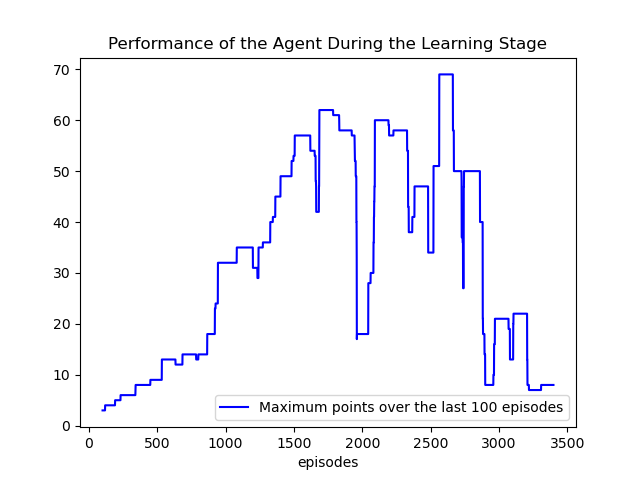 Performance of the Agent During the Learning Stage
70
60
50
40
30
20
10
0
Maximum points over the last 100 episodes
0 500 1000 1500 2000 2500 3000 3500
episodes